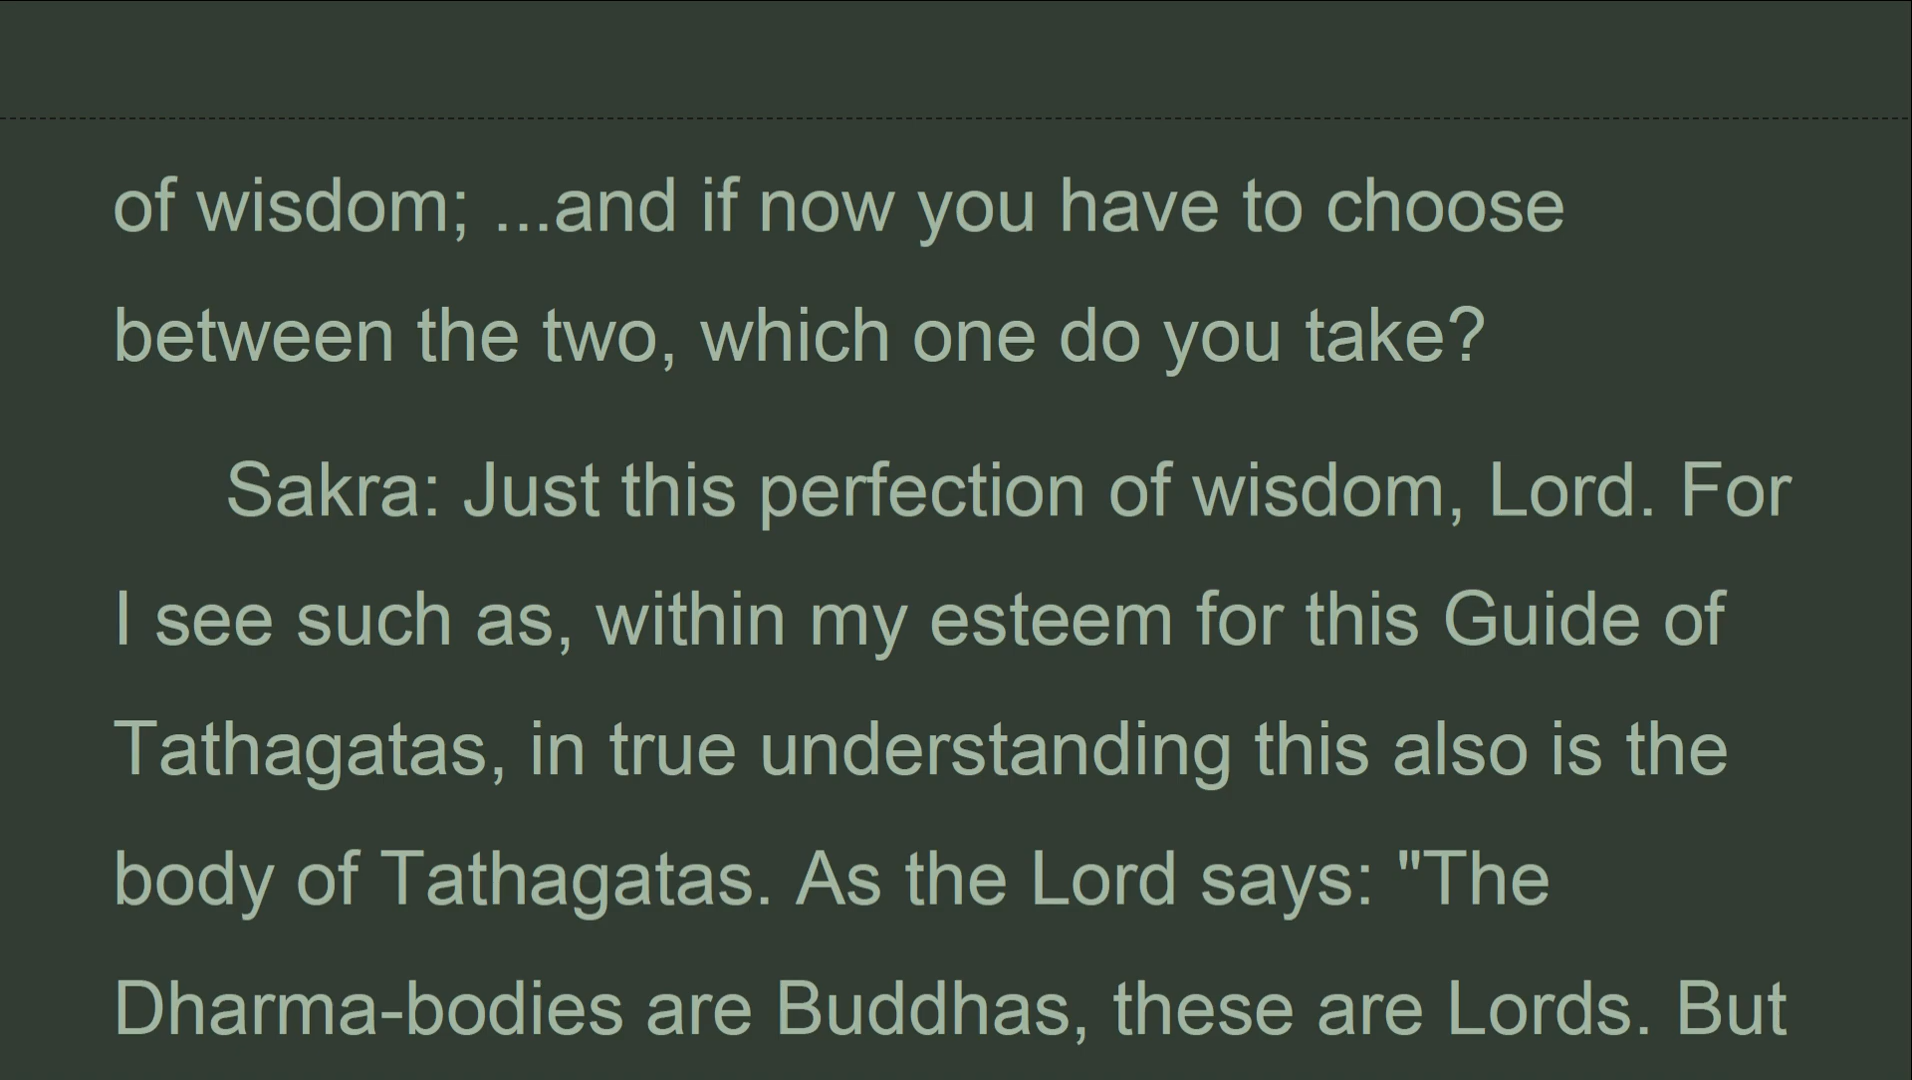 of wisdom; ...and if now you have to choose
between the two, which one do you take?
Sakra: Just this perfection of wisdom, Lord. For
I see such as, within my esteem for this Guide of
Tathagatas, in true understanding this also is the
body of Tathagatas. As the Lord says: "The
Dharma-bodies are Buddhas, these are Lords. But